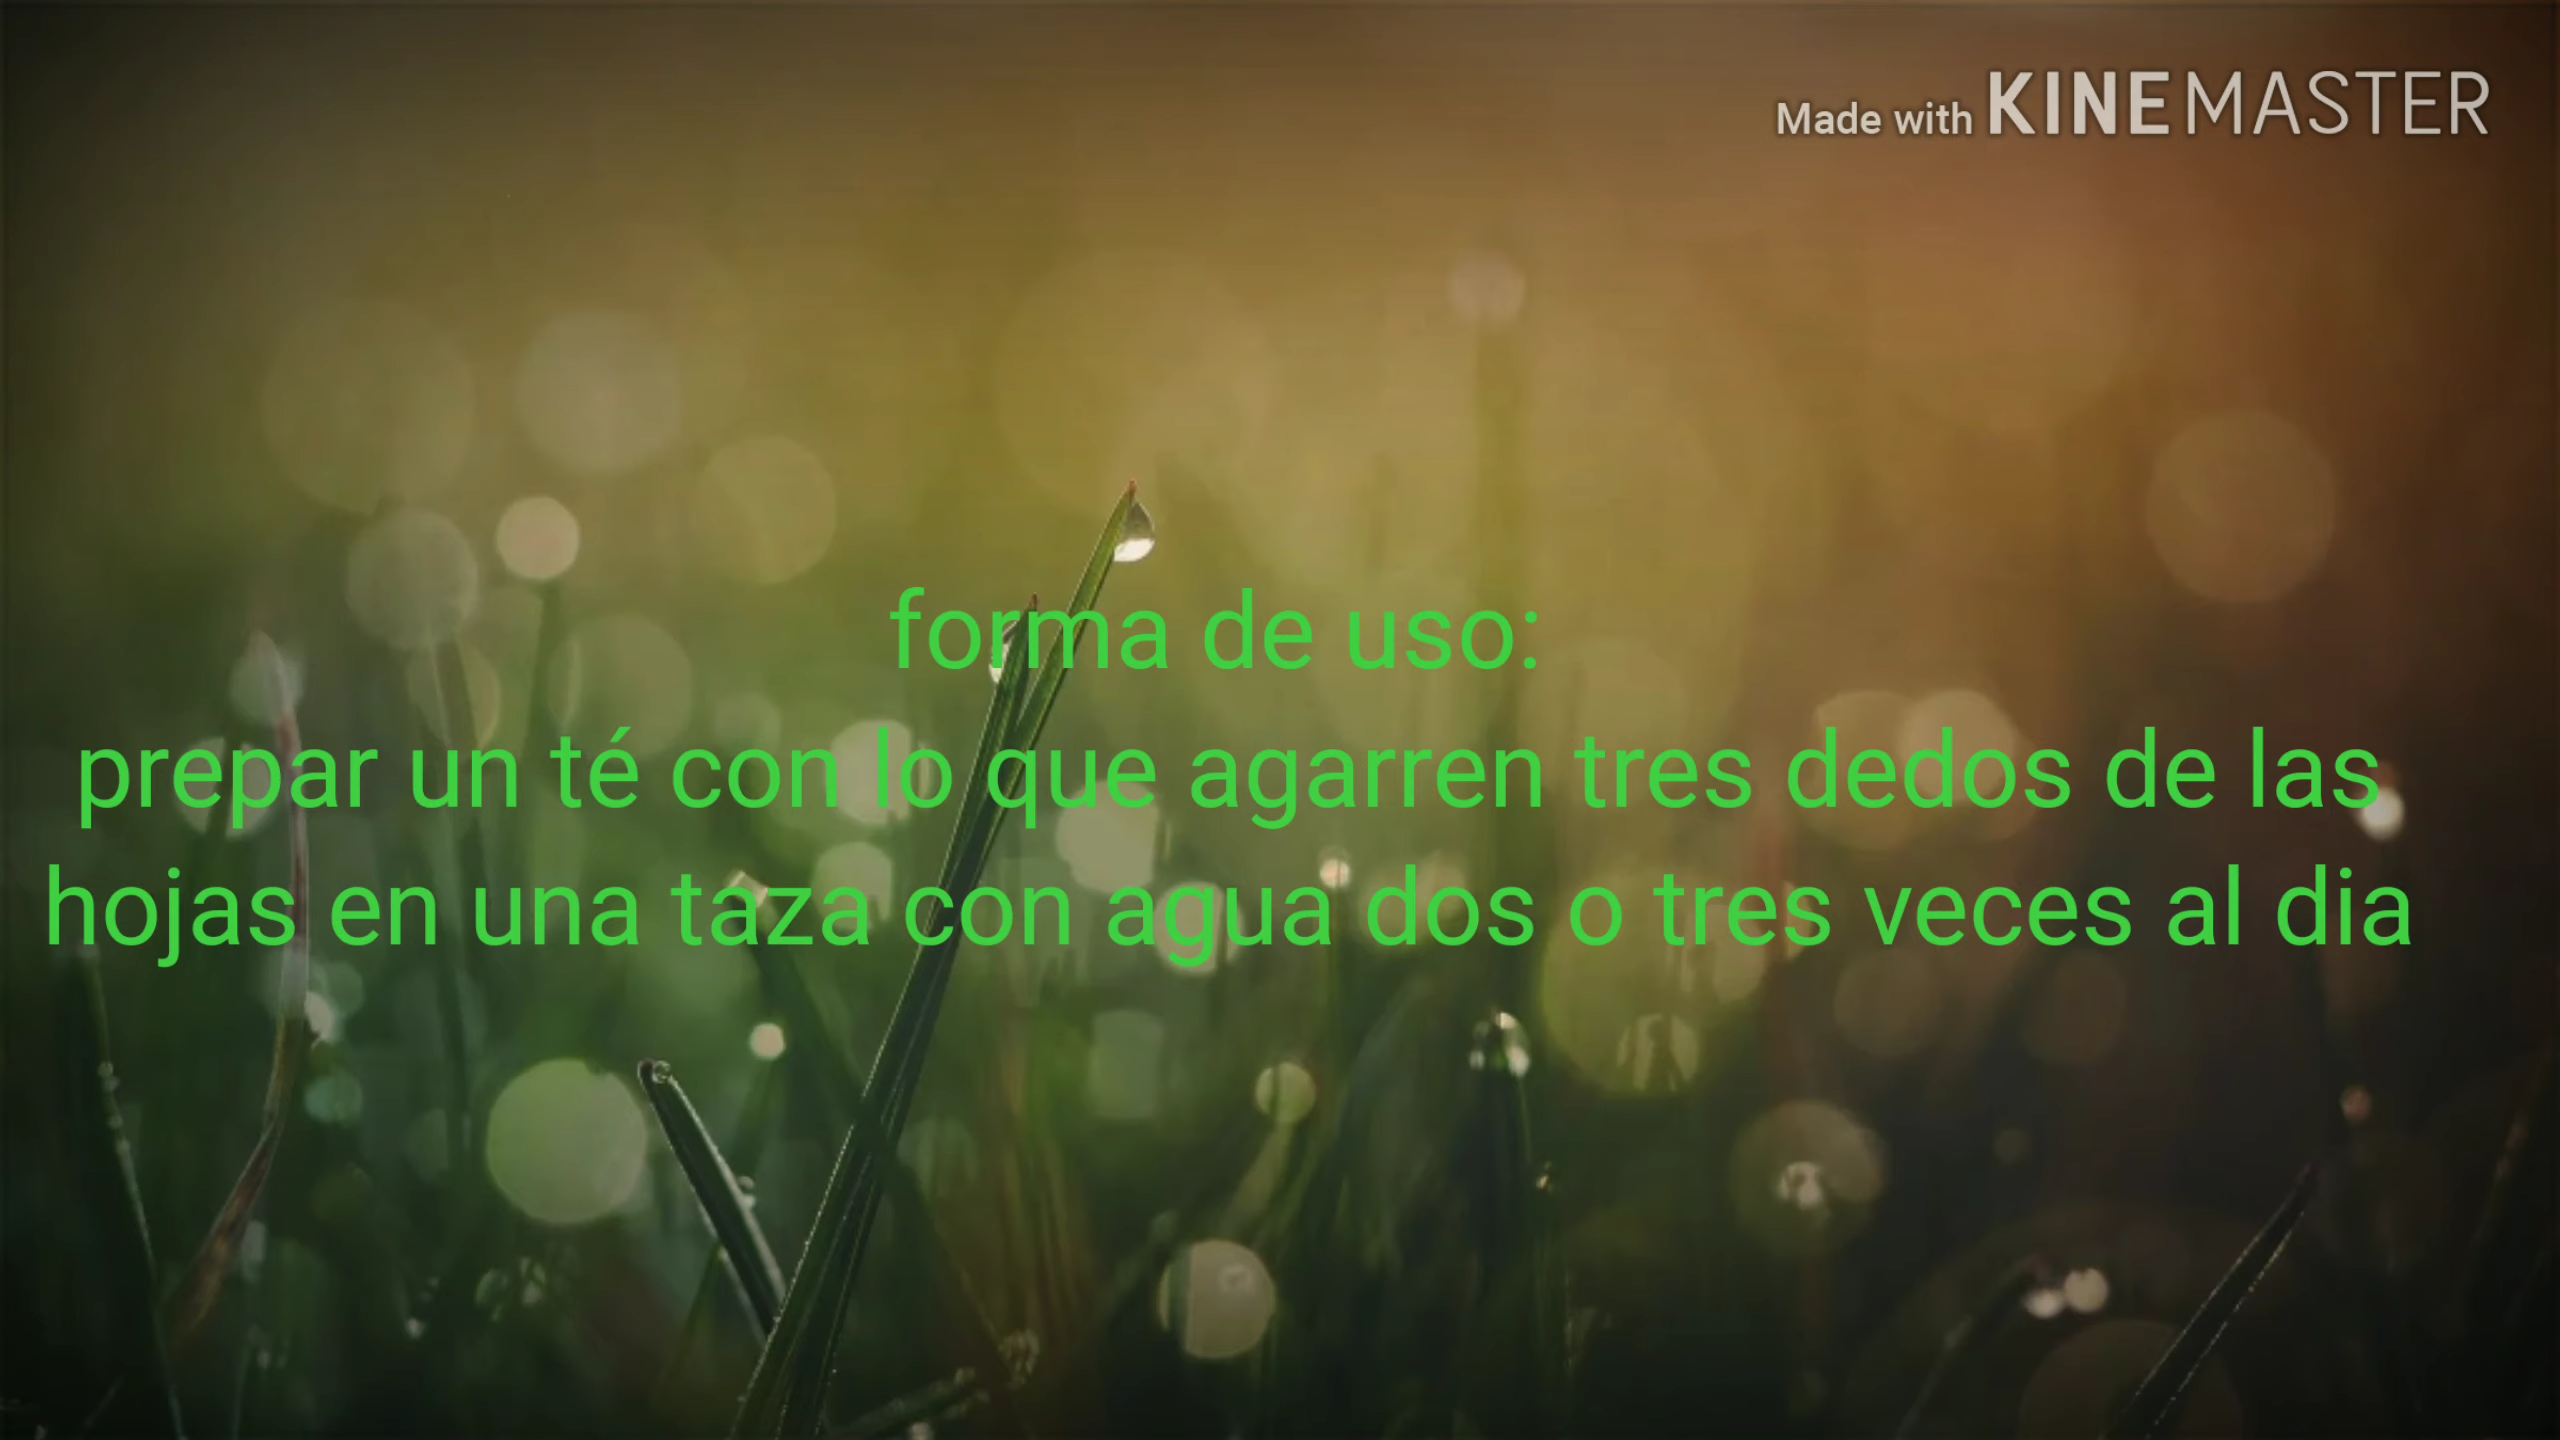 Made with KINEMASTER
forma de uso:
prepar un té con lo que agarren tres dedos de las
hojas en una taza con agua dos o tres veces al dia